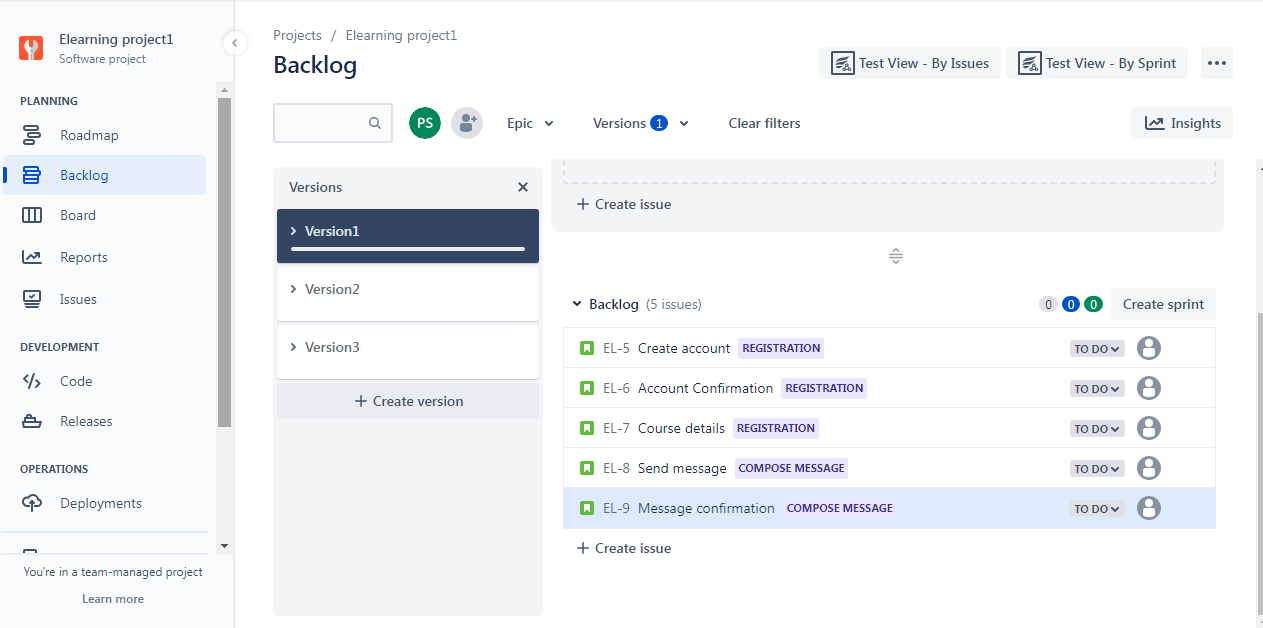 Elearning project1
Software project
PLANNING
Roadmap
Backlog
Board
Reports
Issues
DEVELOPMENT
Code
Releases
OPERATIONS
Deployments
You're in a team-managed project
Learn more
Projects / Elearning project1
Backlog
Test View - By Issues
Test View - By Sprint
PS
Epic
Versions 1
Clear filters
Insights
Versions
Version1
Version2
Version3
+ Create version
+ Create issue
Backlog (5 issues) 0 0 0 Create sprint
EL-5 Create account REGISTRATION TO DO
EL-6 Account Confirmation REGISTRATION TO DO
EL-7 Course details REGISTRATION TO DO
EL-8 Send message COMPOSE MESSAGE TO DO
EL-9 Message confirmation COMPOSE MESSAGE TO DO
+ Create issue